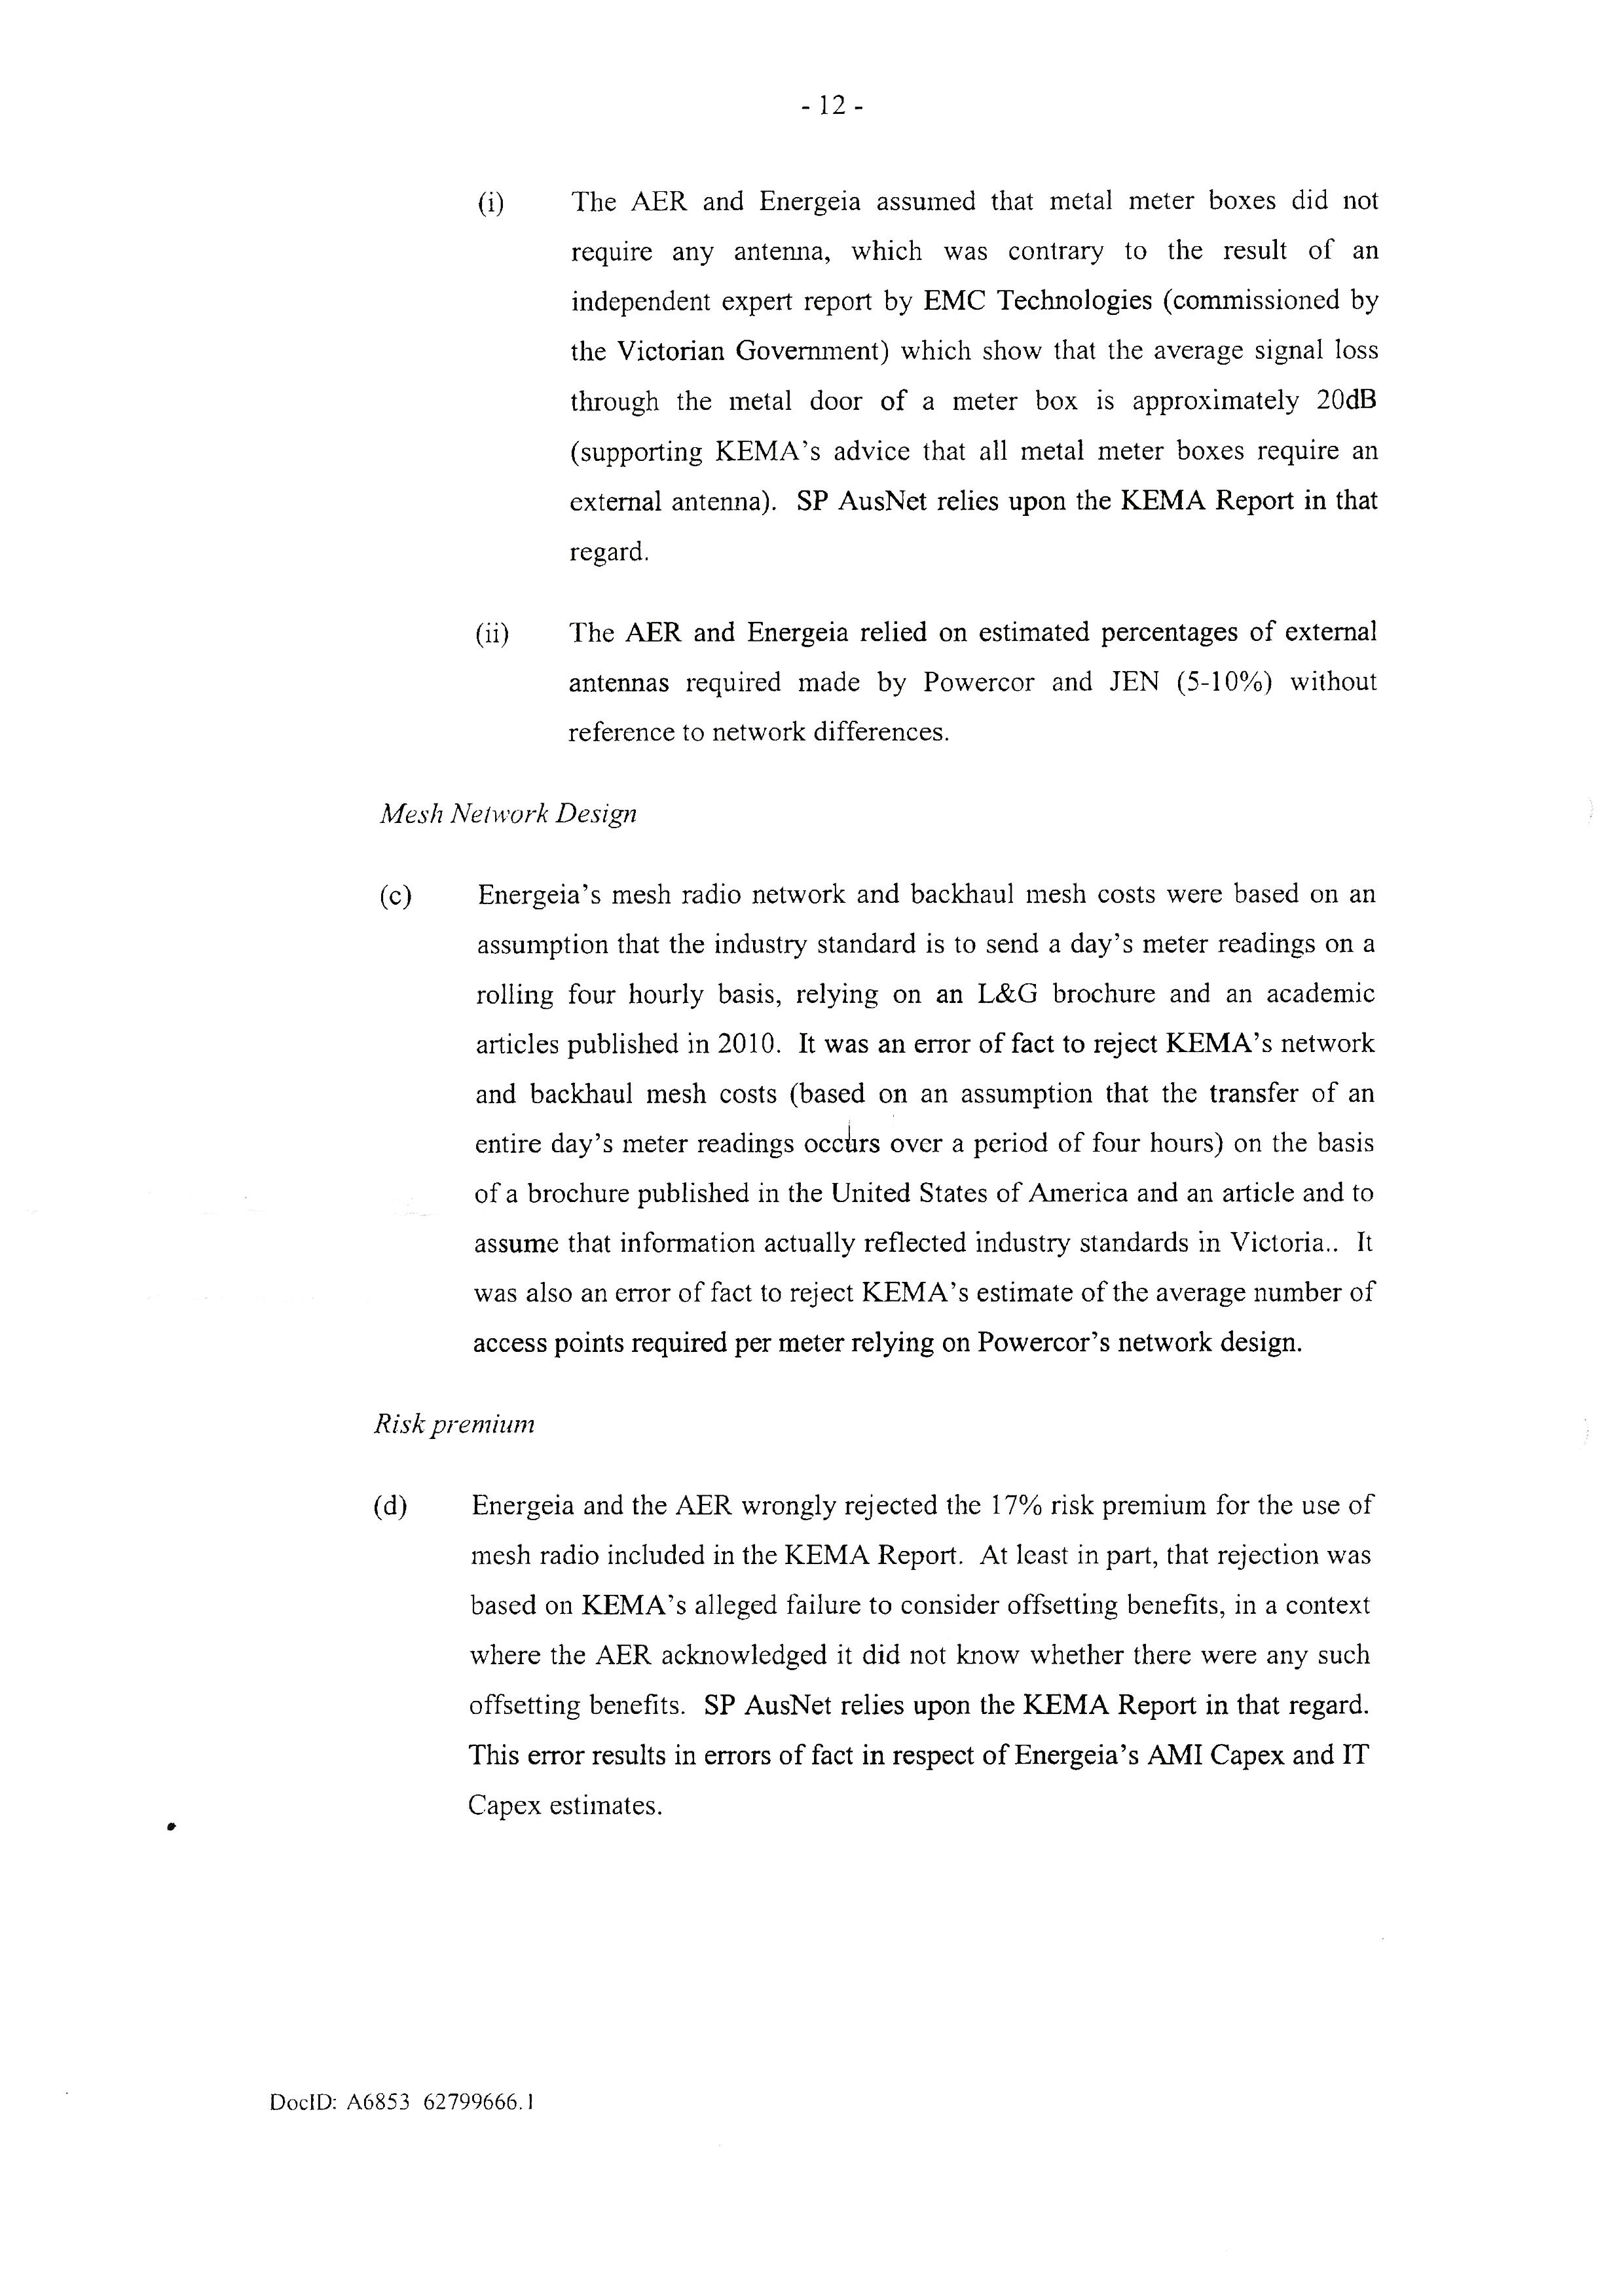 - 12 -
(i) The AER and Energeia assumed that metal meter boxes did not
require any antenna, which was contrary to the result of an
independent expert report by EMC Technologies (commissioned by
the Victorian Government) which show that the average signal loss
through the metal door of a meter box is approximately 20dB
(supporting KEMA's advice that all metal meter boxes require an
external antenna). SP AusNet relies upon the KEMA Report in that
regard.
(ii) The AER and Energeia relied on estimated percentages of external
antennas required made by Powercor and JEN (5-10%) without
reference to network differences.
Mesh Network Design
(c) Energeia's mesh radio network and backhaul mesh costs were based on an
assumption that the industry standard is to send a day's meter readings on a
rolling four hourly basis, relying on an L&G brochure and an academic
articles published in 2010. It was an error of fact to reject KEMA's network
and backhaul mesh costs (based on an assumption that the transfer of an
entire day's meter readings occurs over a period of four hours) on the basis
of a brochure published in the United States of America and an article and to
assume that information actually reflected industry standards in Victoria.. It
was also an error of fact to reject KEMA's estimate of the average number of
access points required per meter relying on Powercor's network design.
Risk premium
(d) Energeia and the AER wrongly rejected the 17% risk premium for the use of
mesh radio included in the KEMA Report. At least in part, that rejection was
based on KEMA's alleged failure to consider offsetting benefits, in a context
where the AER acknowledged it did not know whether there were any such
offsetting benefits. SP AusNet relies upon the KEMA Report in that regard.
This error results in errors of fact in respect of Energeia's AMI Capex and IT
Capex estimates.
DocID: A6853 62799666.1